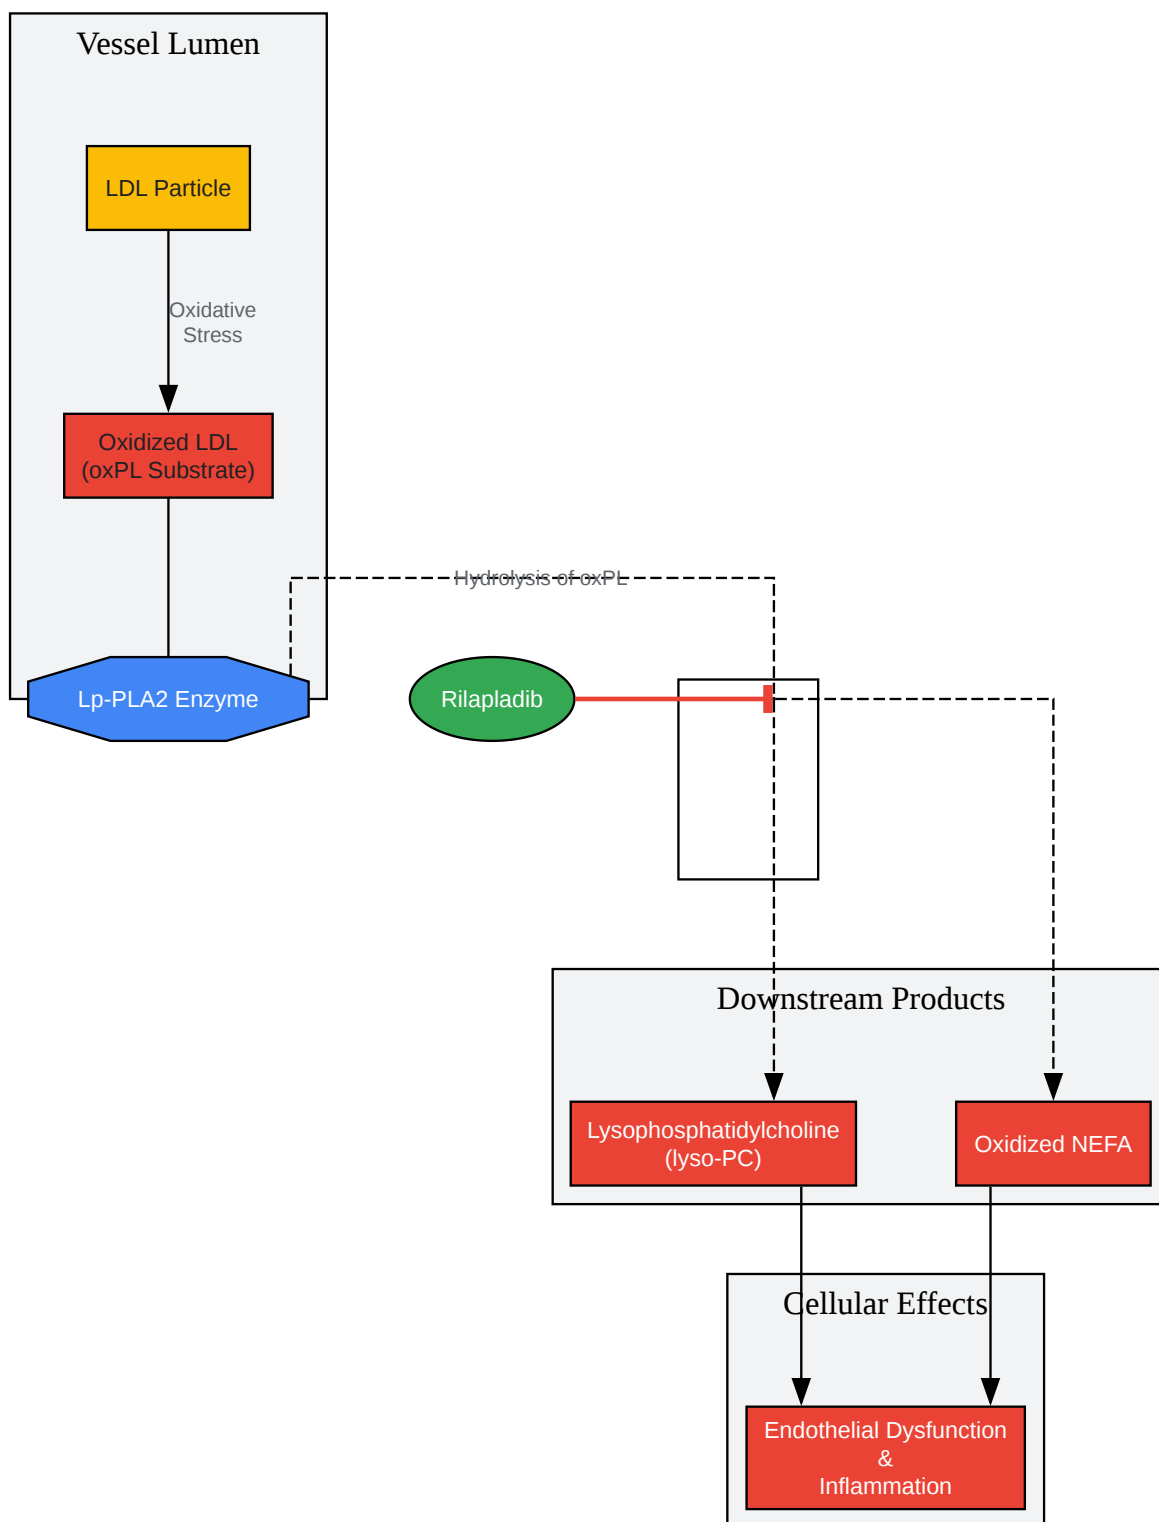 Vessel Lumen
LDL Particle
Oxidative
Stress
Oxidized LDL
(oxPL Substrate)
Hydrolysis of oxPL
Lp-PLA2 Enzyme
Rilapladib
Downstream Products
Lysophosphatidylcholine
(lyso-PC)
Oxidized NEFA
Cellular Effects
Endothelial Dysfunction
&
Inflammation